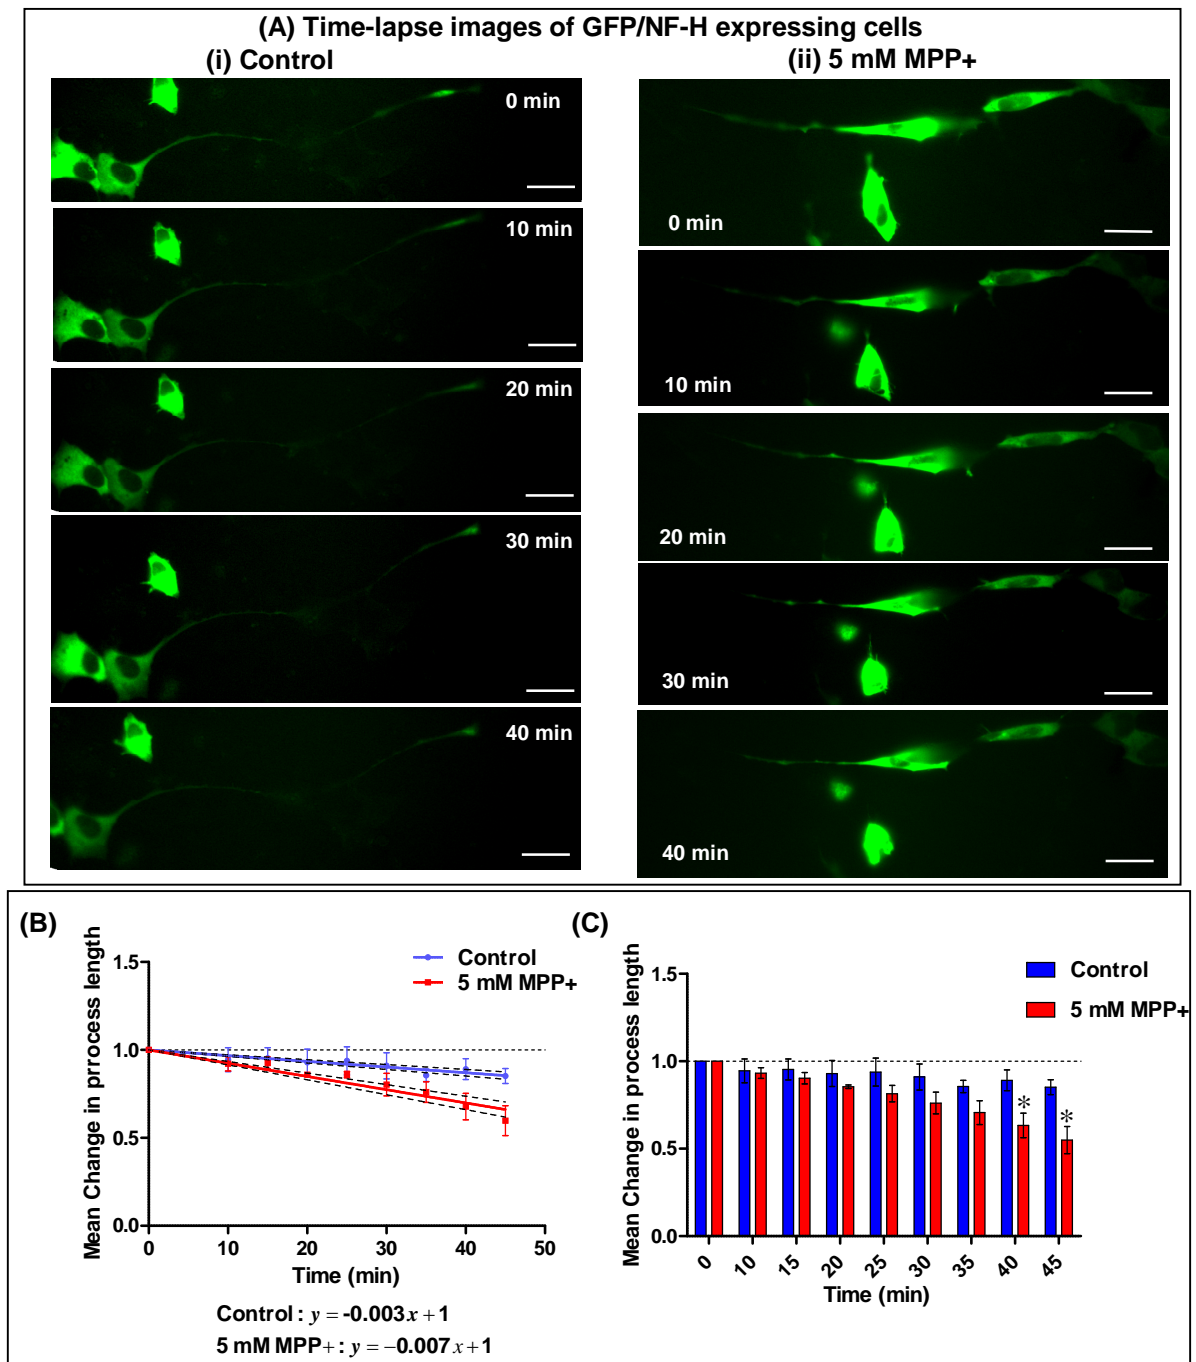 (A) Time-lapse images of GFP/NF-H expressing cells
(i) Control
(ii) 5 mM MPP+
0 min
10 min
20 min
30 min
40 min
0 min
10 min
20 min
30 min
40 min
(B)
Control
5 mM MPP+
Mean Change in process length
1.5
1.0
0.5
0.0
0 10 20 30 40 50
Time (min)
Control : y = -0.003x + 1
5 mM MPP+ : y = −0.007 x + 1
(C)
Control
5 mM MPP+
Mean Change in process length
1.5
1.0
0.5
0.0
* *
0 10 15 20 25 30 35 40 45
Time (min)